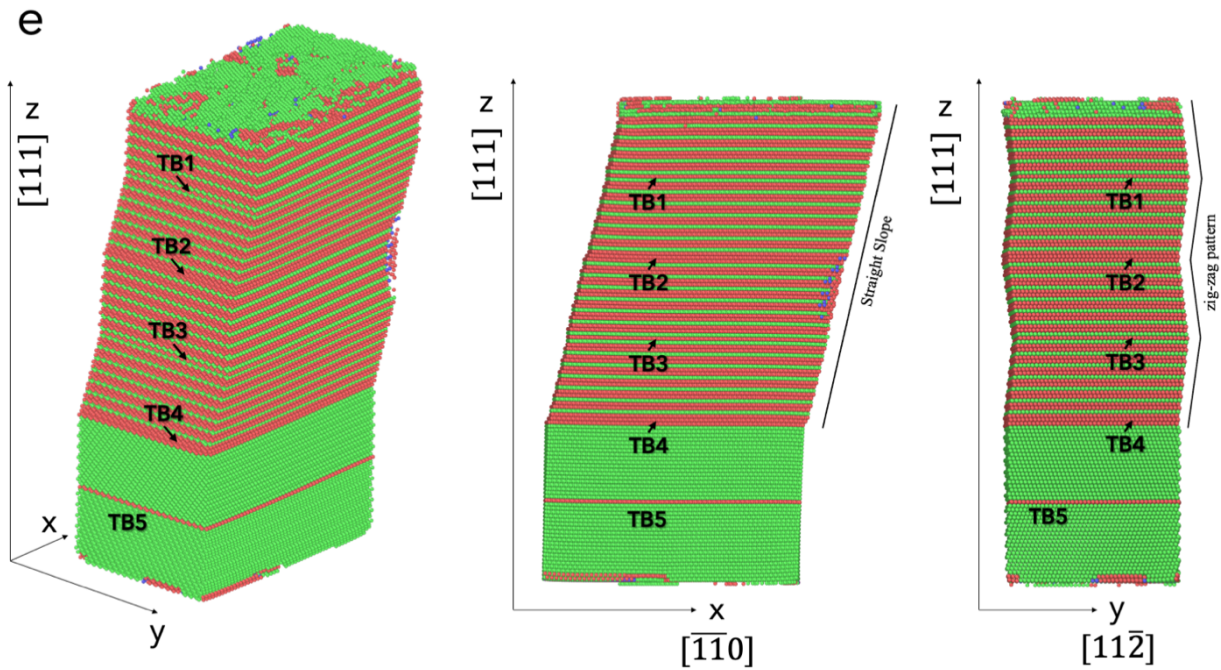 e
z
[111]
TB1
TB2
TB3
TB4
TB5
x
y
z
[111]
TB1
TB2
TB3
TB4
TB5
Straight Slope
x
[1̅1̅0]
z
[111]
TB1
TB2
TB3
TB4
TB5
zig-zag pattern
y
[112̅]